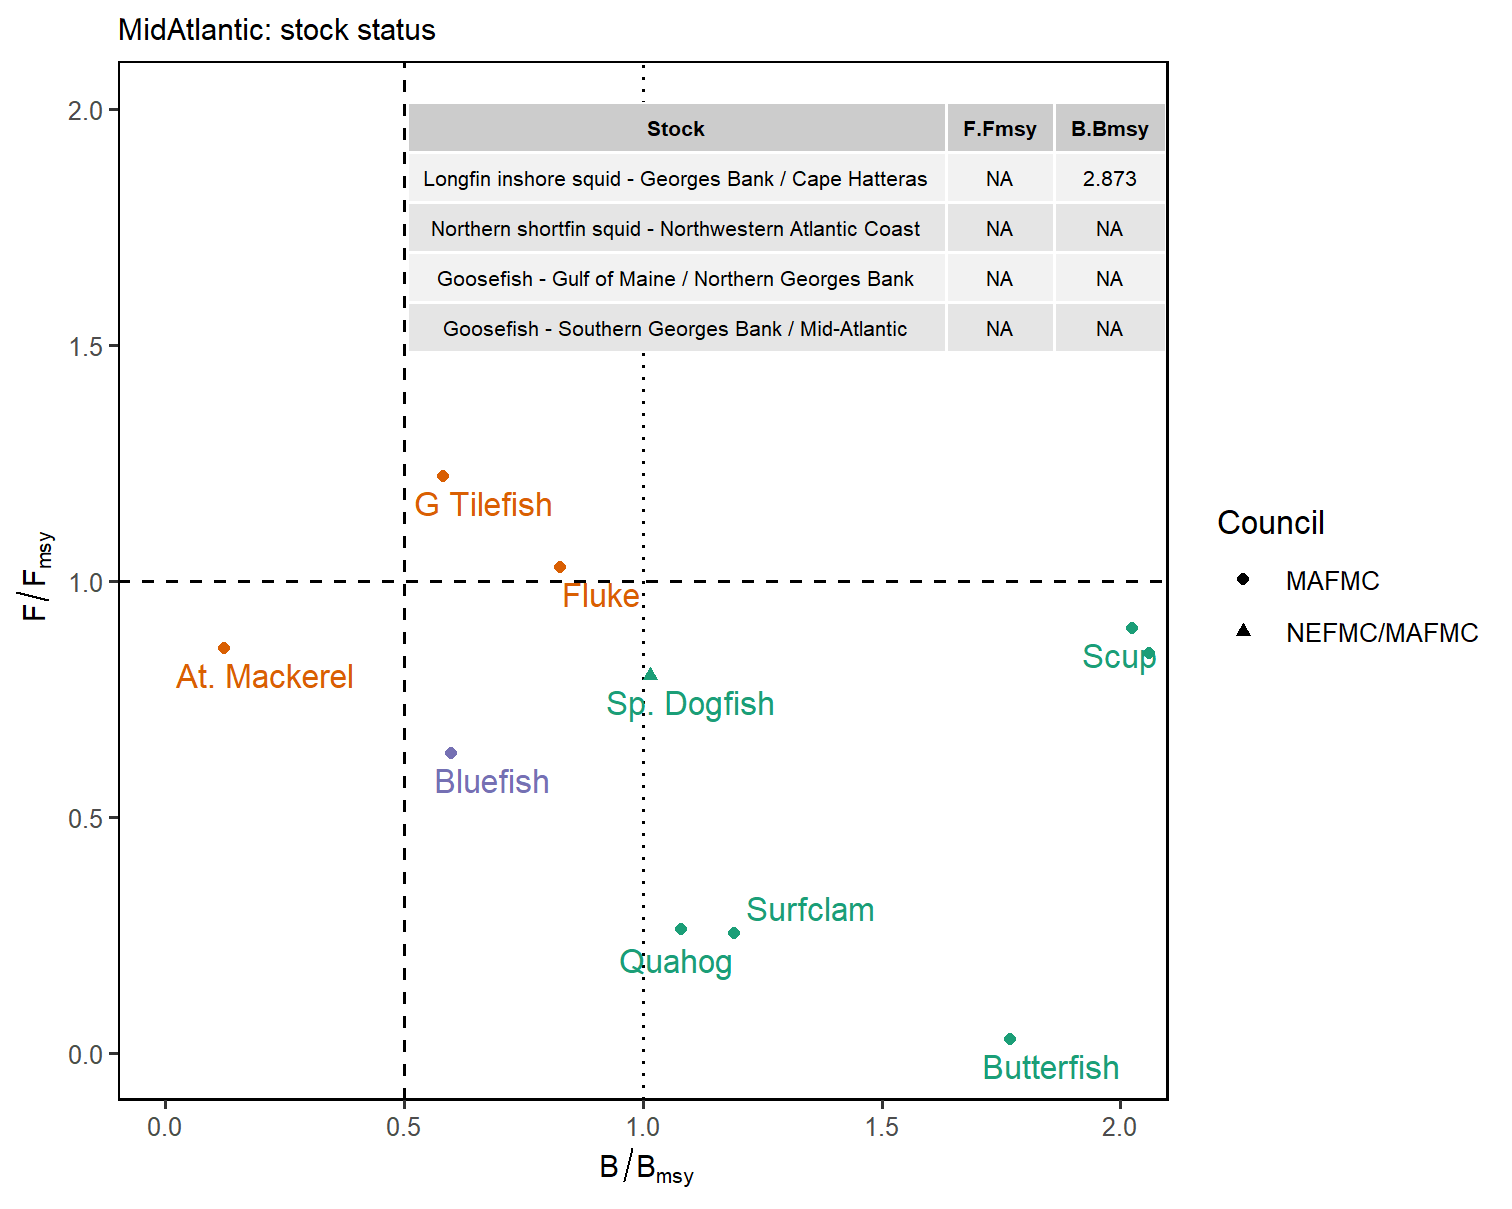 MidAtlantic: stock status
2.0
Stock F.Fmsy B.Bmsy
Longfin inshore squid - Georges Bank / Cape Hatteras NA 2.873
Northern shortfin squid - Northwestern Atlantic Coast NA NA
Goosefish - Gulf of Maine / Northern Georges Bank NA NA
Goosefish - Southern Georges Bank / Mid-Atlantic NA NA
1.5
G Tilefish
1.0
Fluke
F/Fmsy
At. Mackerel
Scup
Sp. Dogfish
Bluefish
0.5
Surfclam
Quahog
0.0
Butterfish
0.0 0.5 1.0 1.5 2.0
B/Bmsy
Council
MAFMC
NEFMC/MAFMC